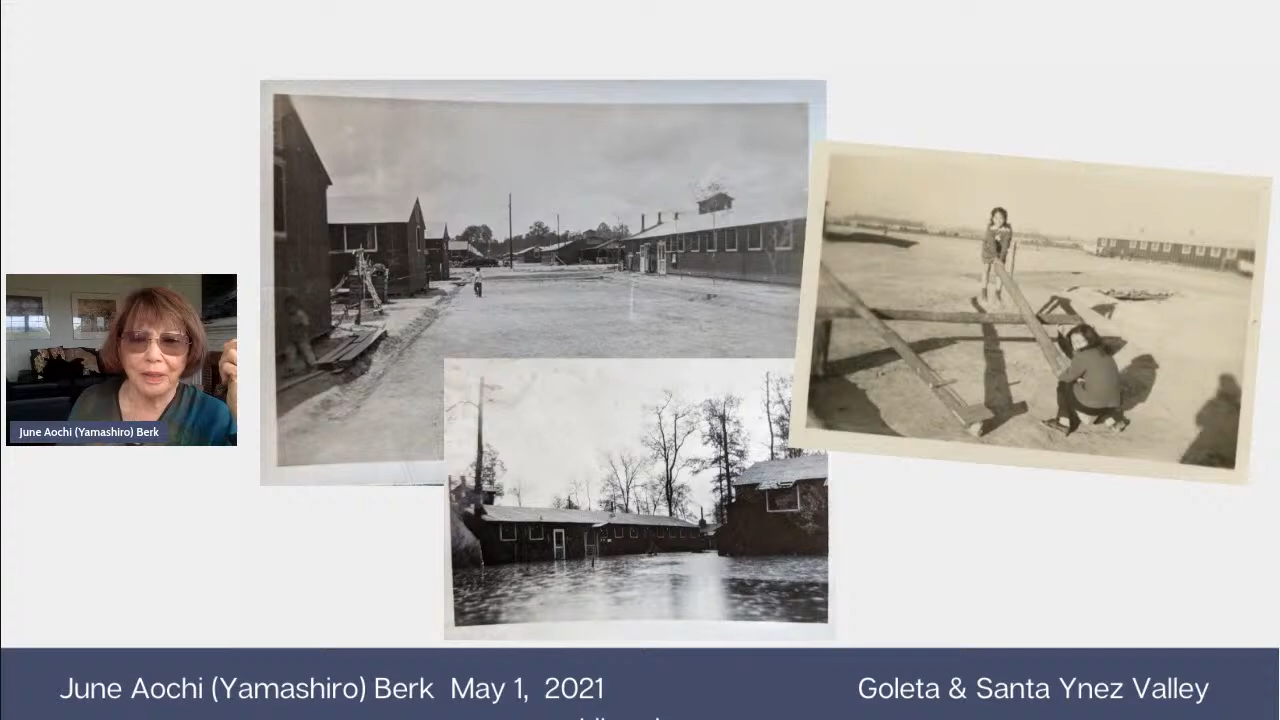 June Aochi (Yamashiro) Berk
June Aochi (Yamashiro) Berk May 1, 2021
Goleta & Santa Ynez Valley